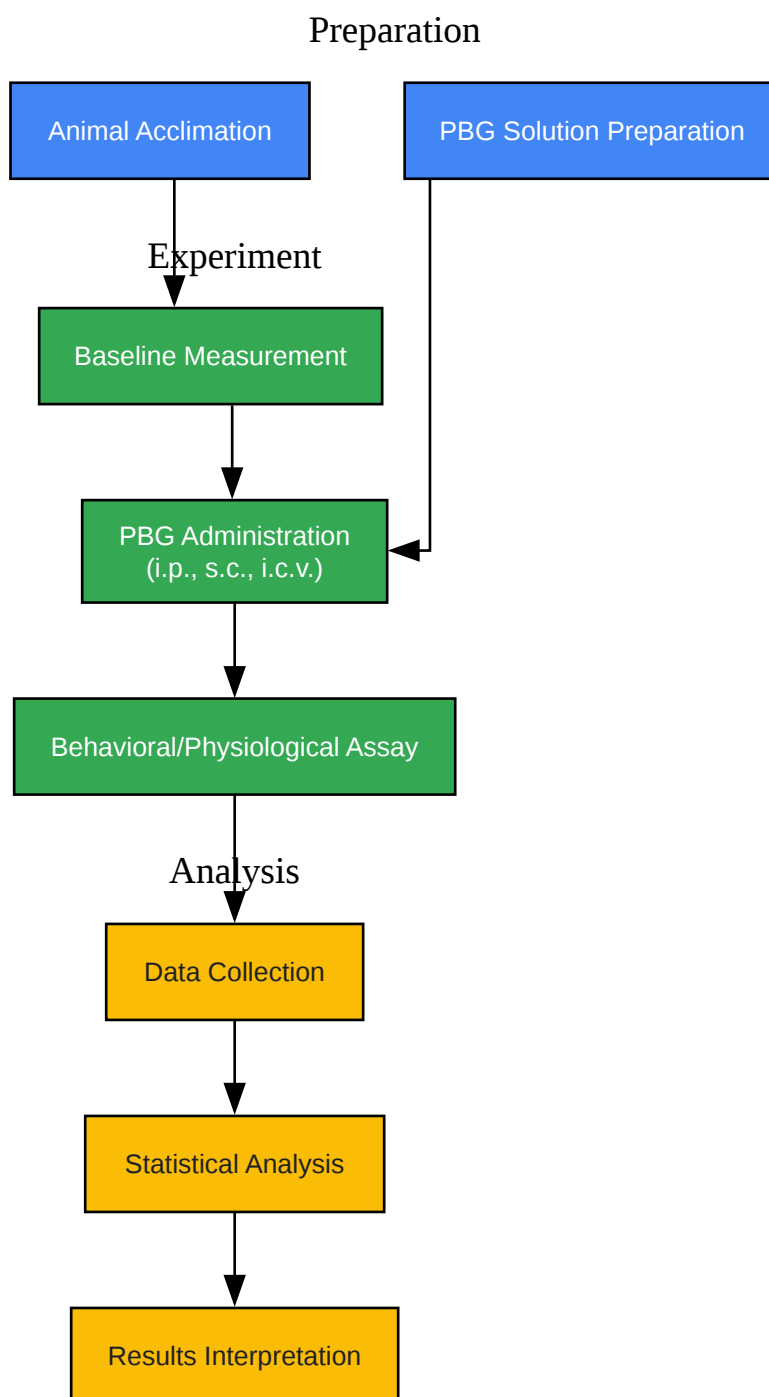 Preparation
Animal Acclimation
PBG Solution Preparation
Experiment
Baseline Measurement
PBG Administration
(i.p., s.c., i.c.v.)
Behavioral/Physiological Assay
Analysis
Data Collection
Statistical Analysis
Results Interpretation